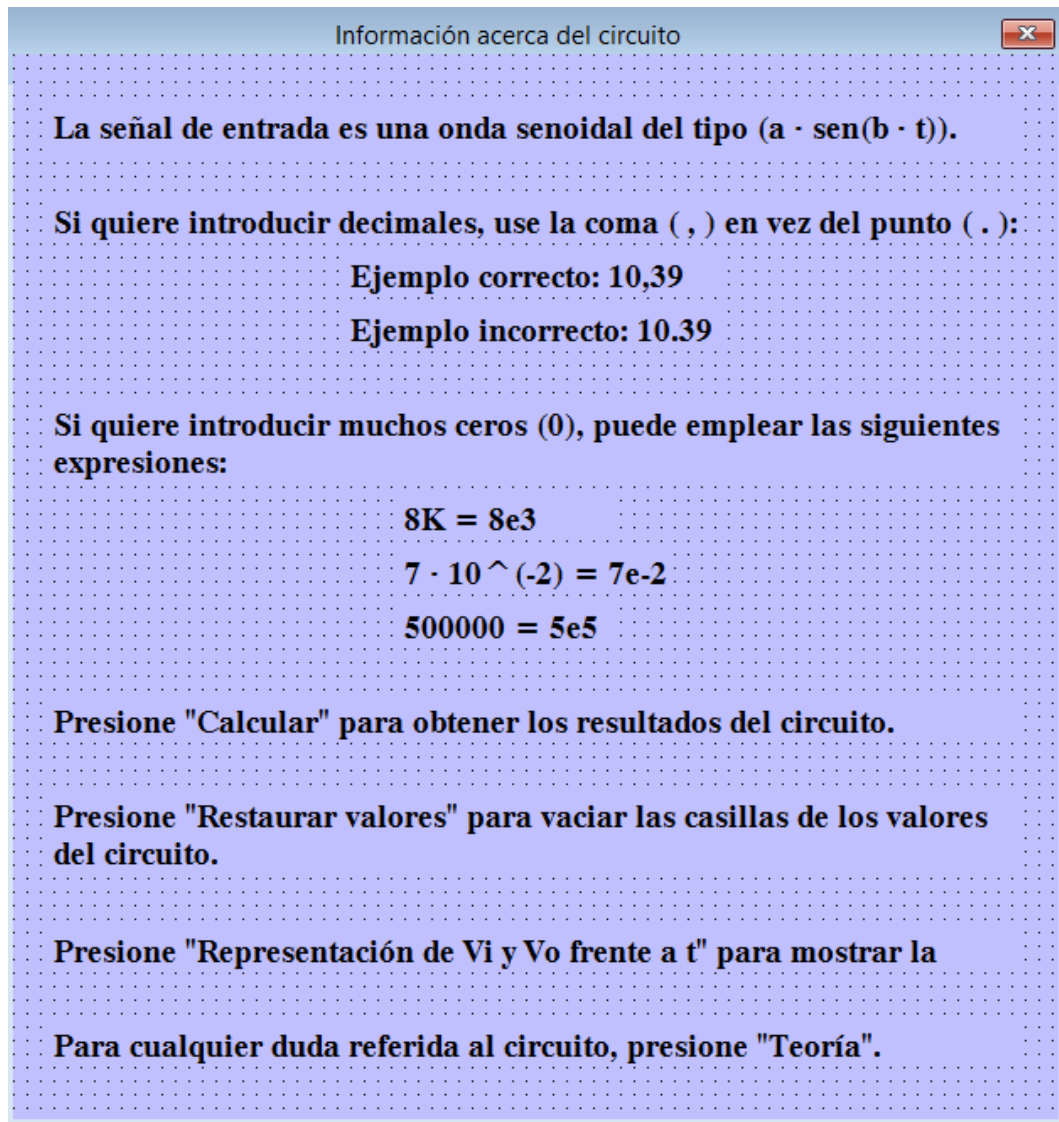 Información acerca del circuito
La señal de entrada es una onda senoidal del tipo (a · sen(b · t)).
Si quiere introducir decimales, use la coma ( , ) en vez del punto ( . ):
Ejemplo correcto: 10,39
Ejemplo incorrecto: 10.39
Si quiere introducir muchos ceros (0), puede emplear las siguientes
expresiones:
8K = 8e3
7 · 10^(-2) = 7e-2
500000 = 5e5
Presione "Calcular" para obtener los resultados del circuito.
Presione "Restaurar valores" para vaciar las casillas de los valores
del circuito.
Presione "Representación de Vi y Vo frente a t" para mostrar la
Para cualquier duda referida al circuito, presione "Teoría".